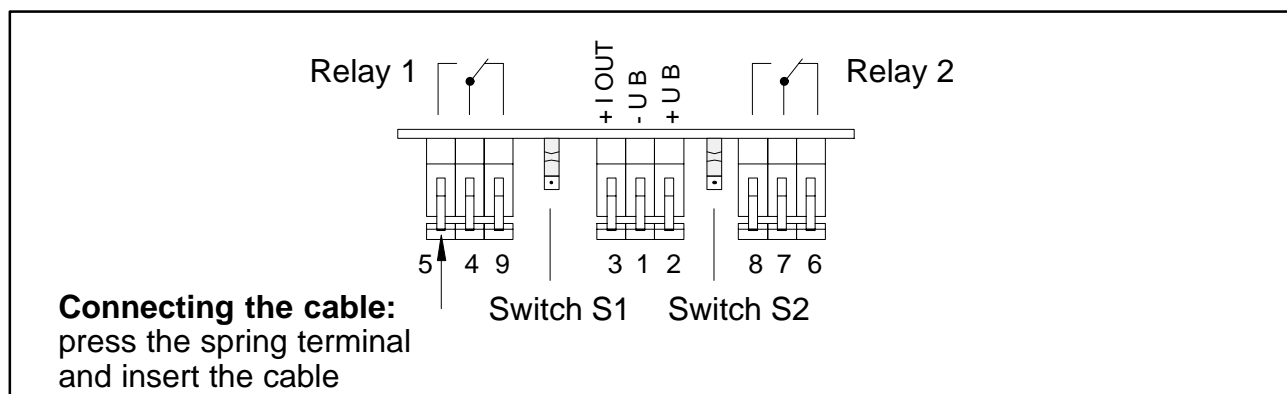 Relay 1
+ I OUT
- U B
+ U B
Relay 2
5 4 9 3 1 2 8 7 6
Connecting the cable:
press the spring terminal
and insert the cable
Switch S1 Switch S2